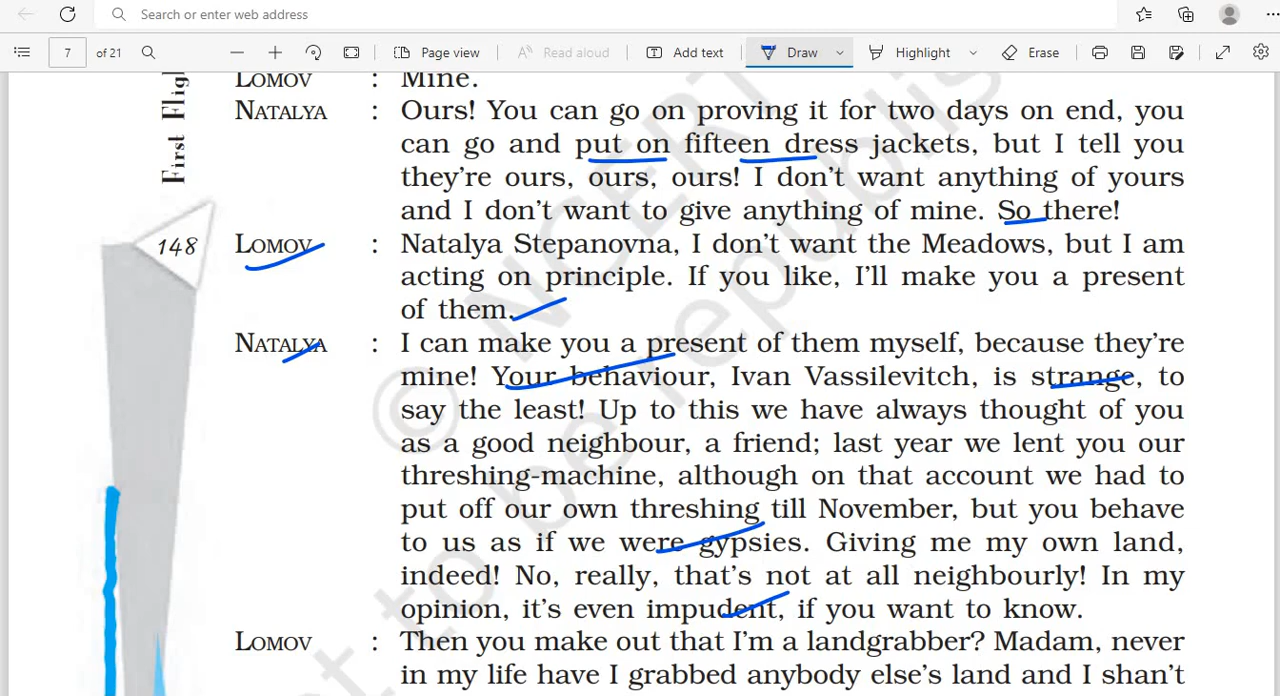 Search or enter web address
7 of 21 Page view Read aloud Add text Draw Highlight Erase
LOMOV : Mine.
NATALYA : Ours! You can go on proving it for two days on end, you
can go and put on fifteen dress jackets, but I tell you
they're ours, ours, ours! I don't want anything of yours
and I don't want to give anything of mine. So there!
LOMOV : Natalya Stepanovna, I don't want the Meadows, but I am
acting on principle. If you like, I'll make you a present
of them.
NATALYA : I can make you a present of them myself, because they're
mine! Your behaviour, Ivan Vassilevitch, is strange, to
say the least! Up to this we have always thought of you
as a good neighbour, a friend; last year we lent you our
threshing-machine, although on that account we had to
put off our own threshing till November, but you behave
to us as if we were gypsies. Giving me my own land,
indeed! No, really, that's not at all neighbourly! In my
opinion, it's even impudent, if you want to know.
LOMOV : Then you make out that I'm a landgrabber? Madam, never
in my life have I grabbed anybody else's land and I shan't
First Fligh
148
© NCERT
to be republis